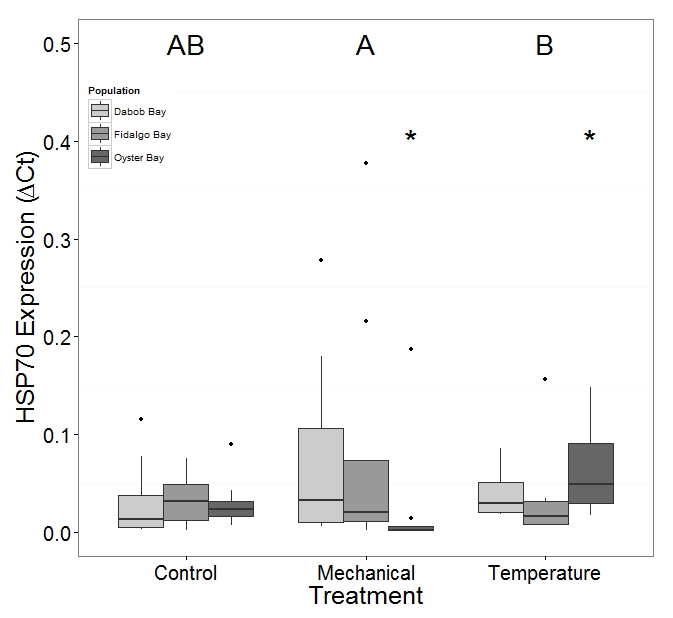 AB A B
0.5
0.4
0.3
0.2
0.1
0.0
HSP70 Expression (ΔCt)
Population
Dabob Bay
Fidalgo Bay
Oyster Bay
* *
Control Mechanical Temperature
Treatment